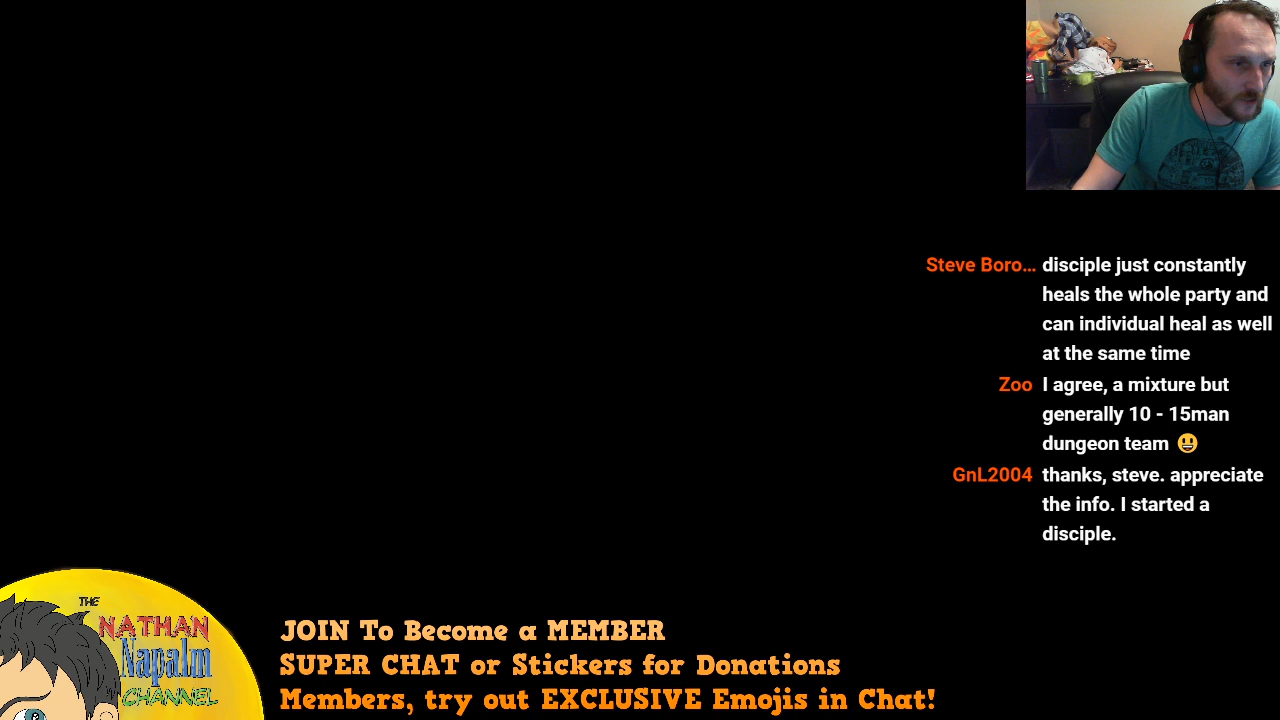 Steve Boro… disciple just constantly
heals the whole party and
can individual heal as well
at the same time
Zoo I agree, a mixture but
generally 10 - 15man
dungeon team 😃
GnL2004 thanks, steve. appreciate
the info. I started a
disciple.
THE
NATHAN
Napalm
CHANNEL
JOIN To Become a MEMBER
SUPER CHAT or Stickers for Donations
Members, try out EXCLUSIVE Emojis in Chat!